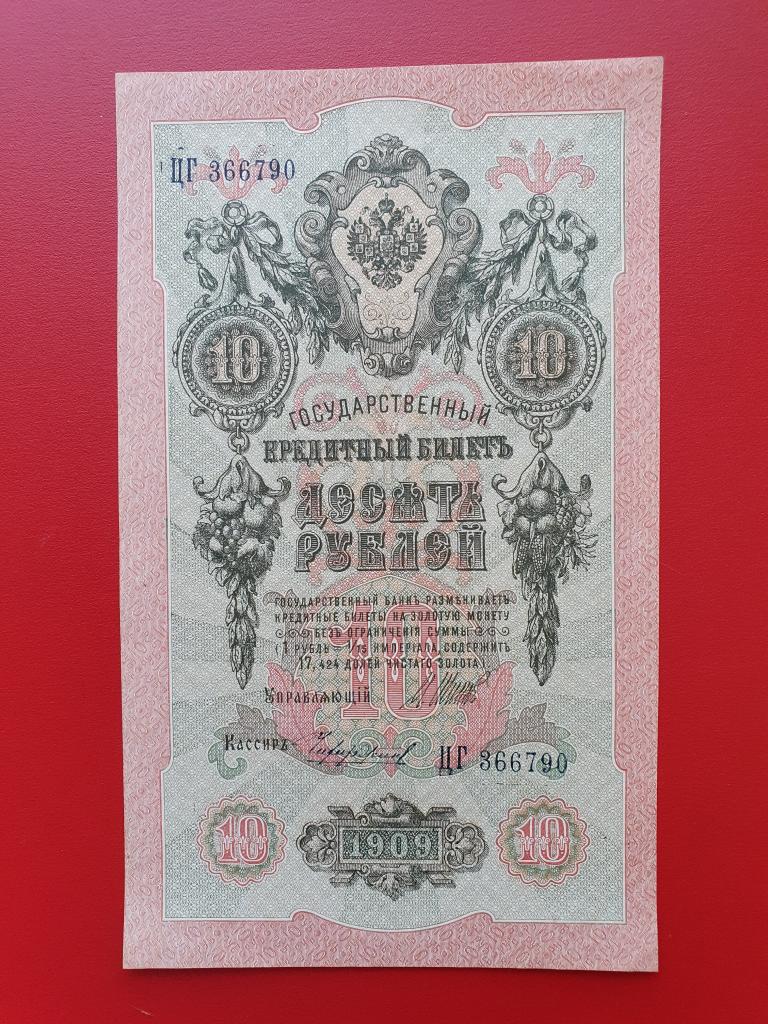 ЦГ 366790
10 10
ГОСУДАРСТВЕННЫЙ
КРЕДИТНЫЙ БИЛЕТЪ
ДЕСЯТЬ
РУБЛЕЙ
ГОСУДАРСТВЕННЫЙ БАНКЪ РАЗМѢНИВАЕТЪ
КРЕДИТНЫЕ БИЛЕТЫ НА ЗОЛОТУЮ МОНЕТУ
БЕЗЪ ОГРАНИЧЕНІЯ СУММЫ
(1 РУБЛЬ = 1/15 ИМПЕРІАЛА, СОДЕРЖИТЪ
17,424 ДОЛЕЙ ЧИСТАГО ЗОЛОТА)
10
Управляющій
Кассиръ
ЦГ 366790
10 1909 10